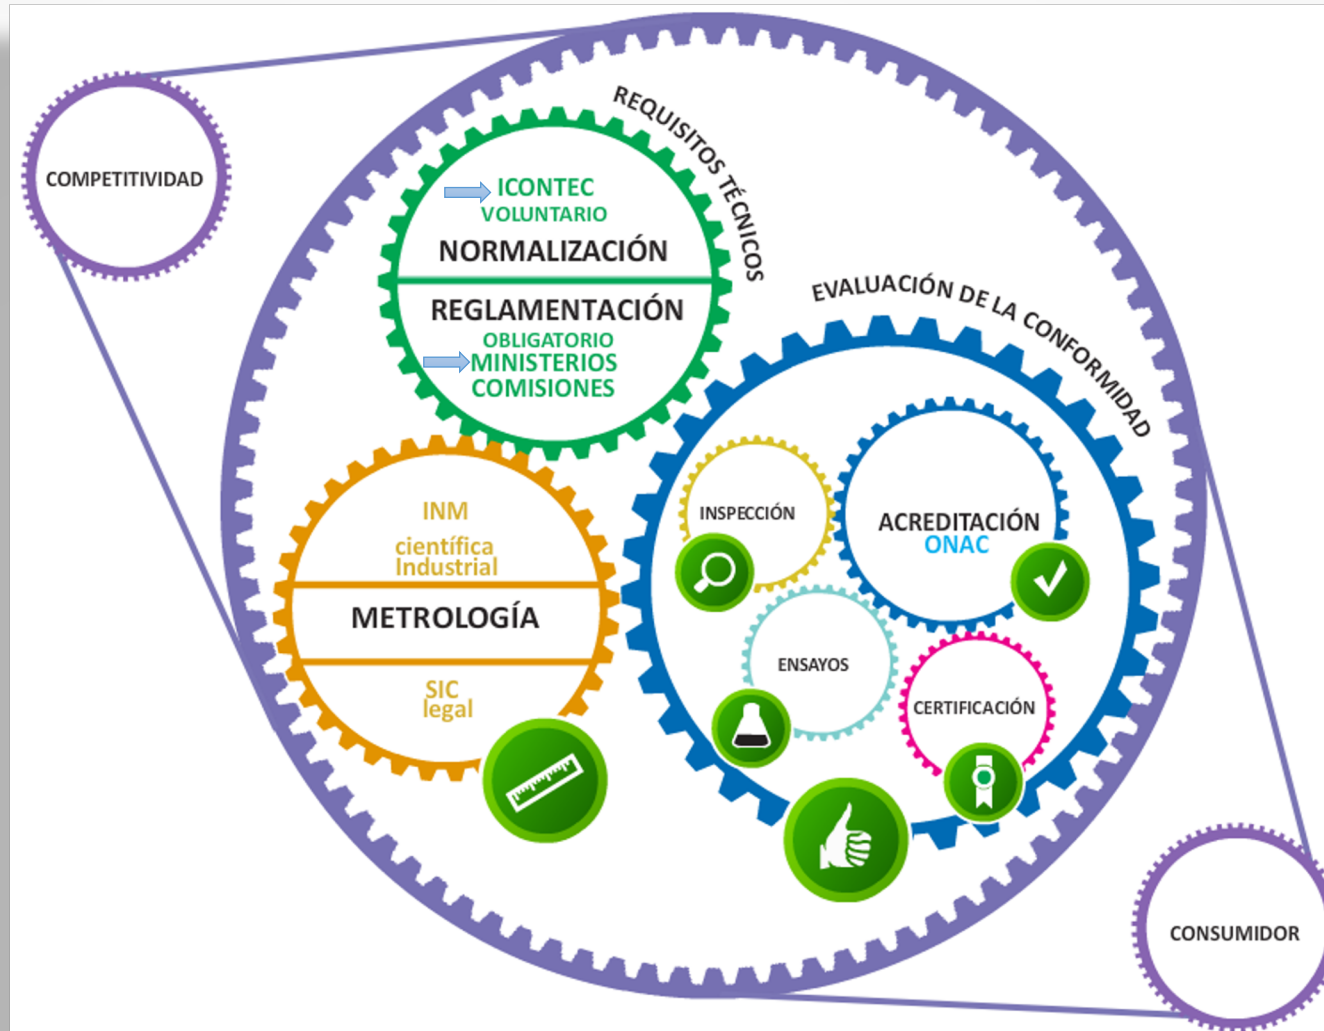 COMPETITIVIDAD
REQUISITOS TÉCNICOS
ICONTEC
VOLUNTARIO
NORMALIZACIÓN
REGLAMENTACIÓN
OBLIGATORIO
MINISTERIOS
COMISIONES
EVALUACIÓN DE LA CONFORMIDAD
INM
científica
Industrial
METROLOGÍA
SIC
legal
INSPECCIÓN
ACREDITACIÓN
ONAC
ENSAYOS
CERTIFICACIÓN
CONSUMIDOR